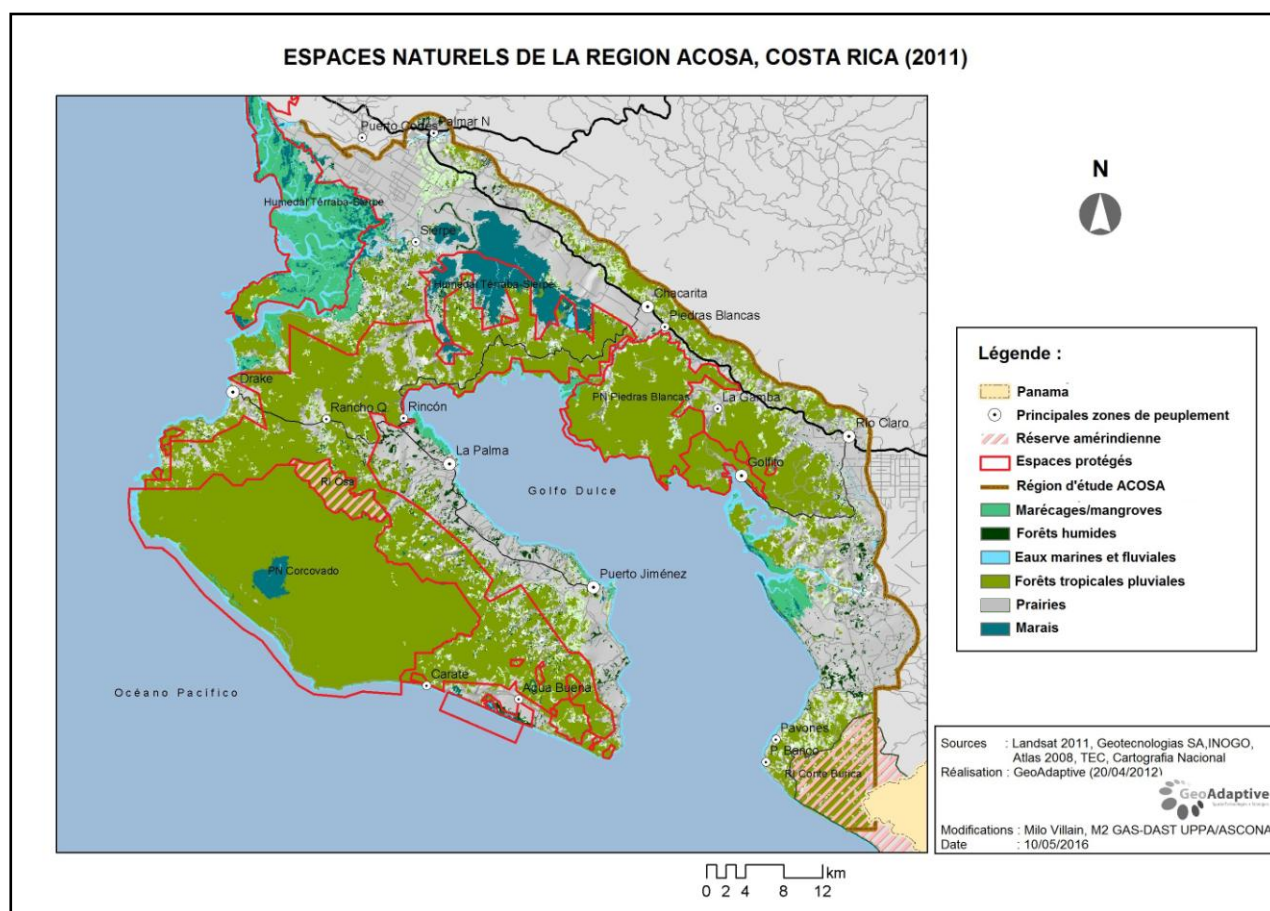 ESPACES NATURELS DE LA REGION ACOSA, COSTA RICA (2011)
Puerto Cortés
Palmar N
Humedal Térraba-Sierpe
Sierpe
Humedal Térraba-Sierpe
Chacarita
Piedras Blancas
Drake
Rancho Q.
Rincón
PN Piedras Blancas
La Gamba
Río Claro
La Palma
Golfito
RI Osa
Golfo Dulce
PN Corcovado
Puerto Jiménez
Océano Pacífico
Carate
Agua Buena
Pavones
P. Banco
RI Conte Burica
N
Légende :
Panama
Principales zones de peuplement
Réserve amérindienne
Espaces protégés
Région d'étude ACOSA
Marécages/mangroves
Forêts humides
Eaux marines et fluviales
Forêts tropicales pluviales
Prairies
Marais
Sources : Landsat 2011, Geotecnologias SA,INOGO,
Atlas 2008, TEC, Cartografia Nacional
Réalisation : GeoAdaptive (20/04/2012)
GeoAdaptive
Modifications : Milo Villain, M2 GAS-DAST UPPA/ASCONA
Date : 10/05/2016
km
0 2 4 8 12